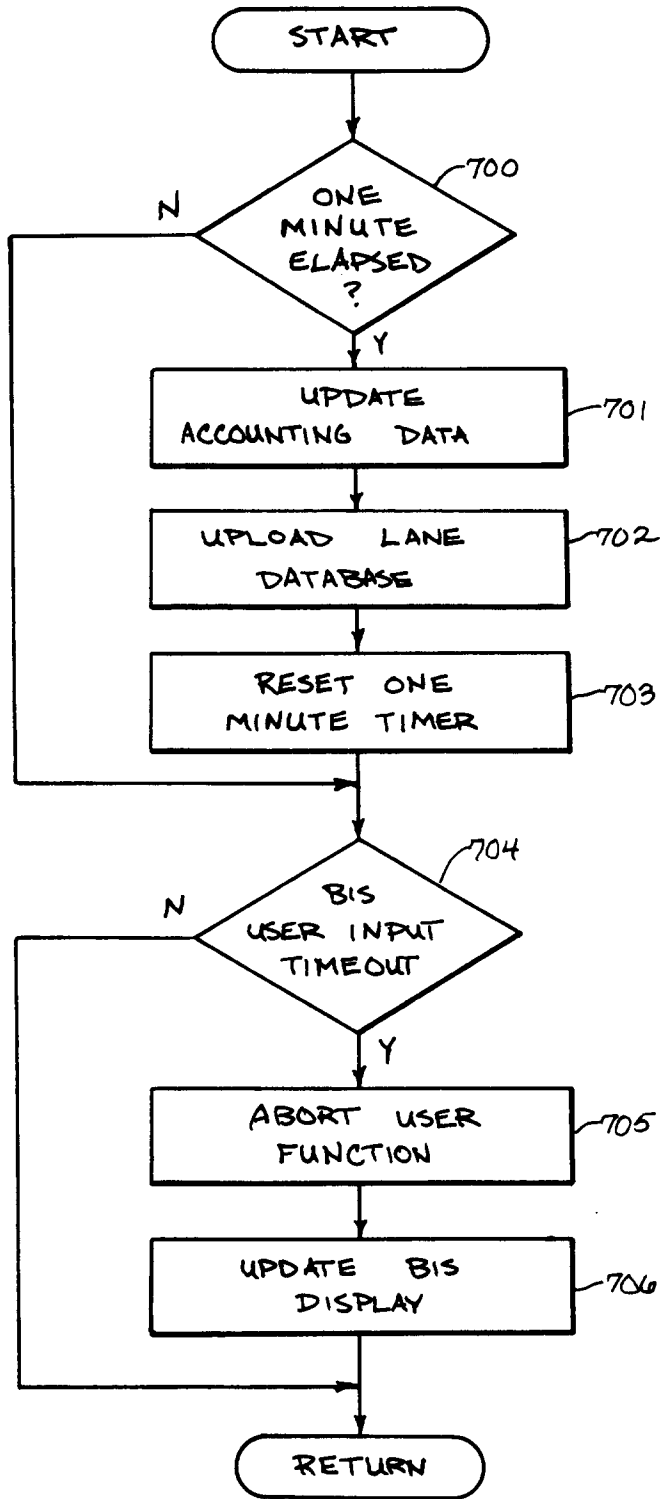 START
700
N
ONE
MINUTE
ELAPSED
?
Y
UPDATE
ACCOUNTING DATA
701
UPLOAD LANE
DATABASE
702
RESET ONE
MINUTE TIMER
703
704
N
BIS
USER INPUT
TIMEOUT
Y
ABORT USER
FUNCTION
705
UPDATE BIS
DISPLAY
706
RETURN